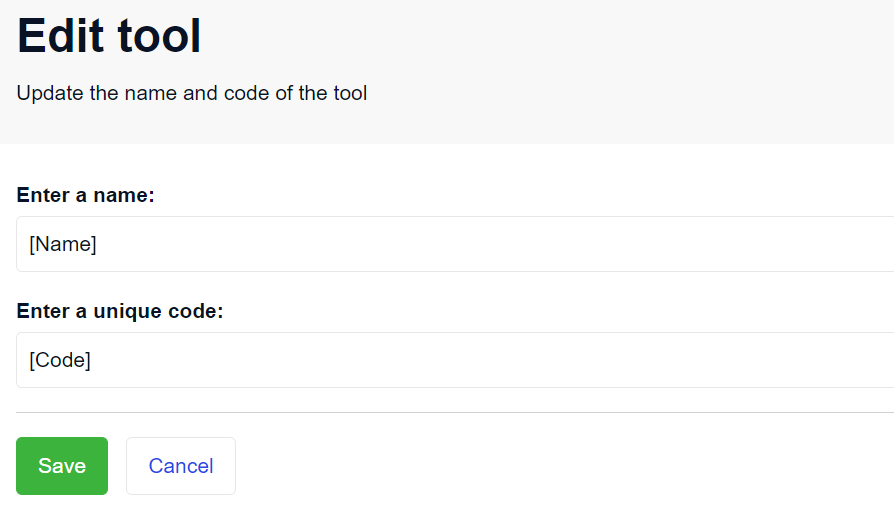 Edit tool
Update the name and code of the tool
Enter a name:
[Name]
Enter a unique code:
[Code]
Save Cancel